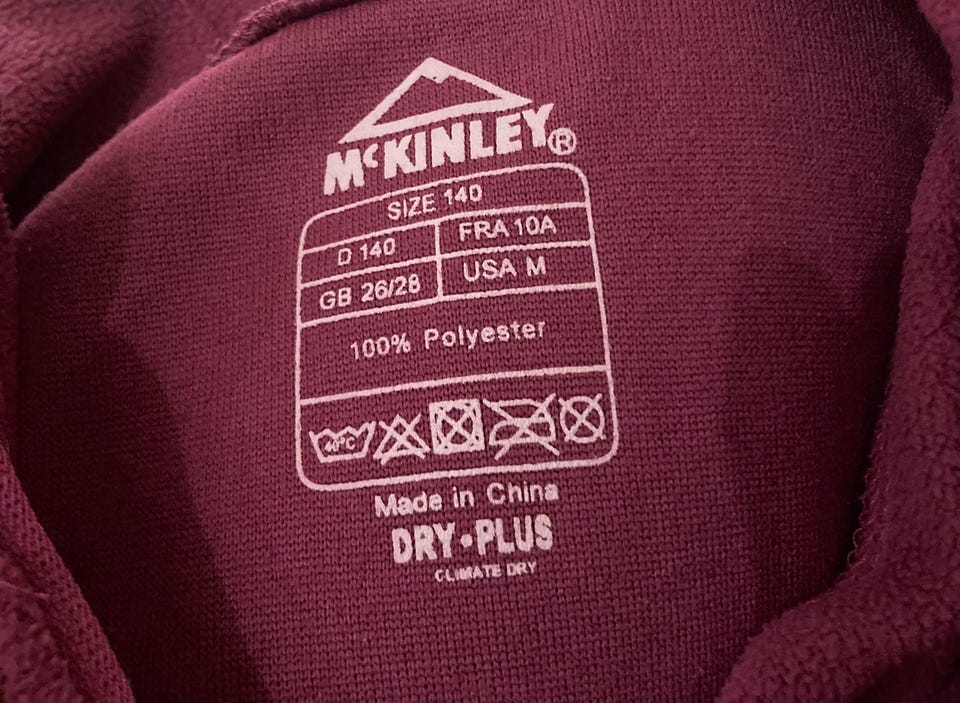 McKINLEY®
SIZE 140
D 140 FRA 10A
GB 26/28 USA M
100% Polyester
40°C
Made in China
DRY•PLUS
CLIMATE DRY